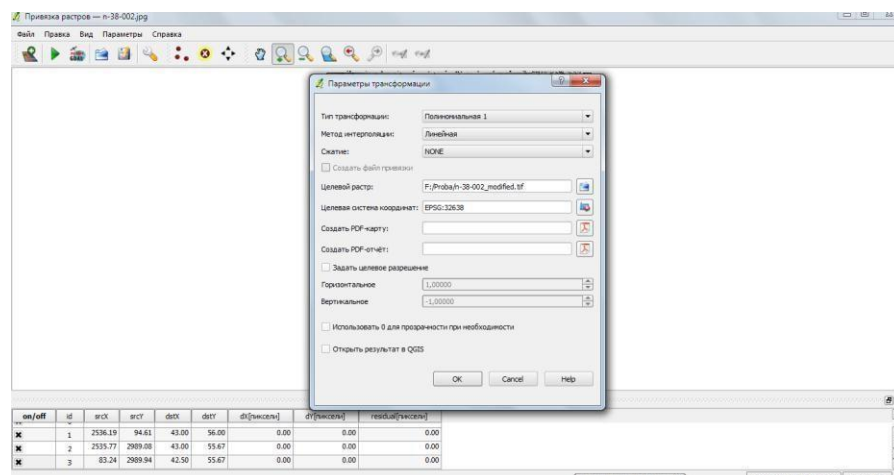 Привязка растров — n-38-002.jpg
Файл Правка Вид Параметры Справка
Параметры трансформации
Тип трансформации: Полиномиальная 1
Метод интерполяции: Линейная
Сжатие: NONE
Создать файл привязки
Целевой растр: F:/Proba/n-38-002_modified.tif
Целевая система координат: EPSG:32638
Создать PDF-карту:
Создать PDF-отчёт:
Задать целевое разрешение
Горизонтальное 1,00000
Вертикальное -1,00000
Использовать 0 для прозрачности при необходимости
Открыть результат в QGIS
OK Cancel Help
on/off id srcX srcY dstX dstY dX[пиксели] dY[пиксели] residual[пиксели]
1 2536.19 94.61 43.00 56.00 0.00 0.00 0.00
2 2535.77 2989.08 43.00 55.67 0.00 0.00 0.00
3 83.24 2989.94 42.50 55.67 0.00 0.00 0.00